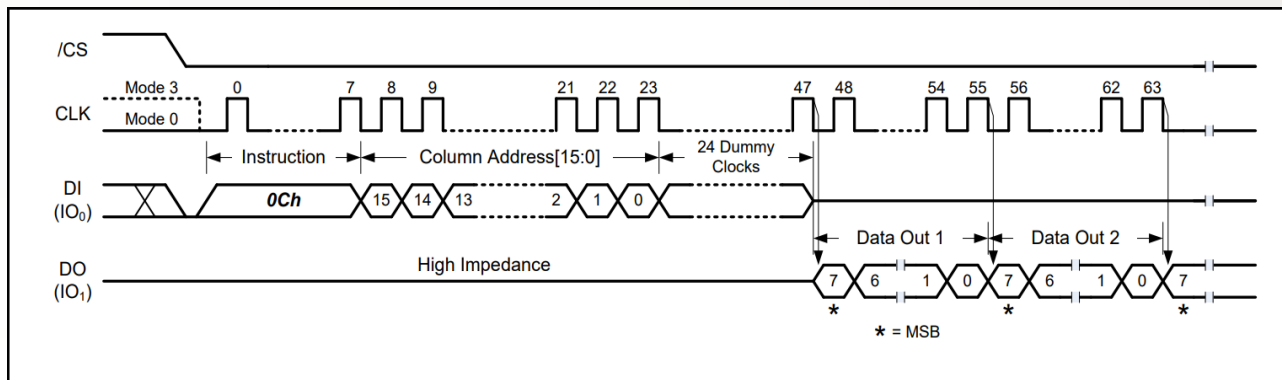 /CS
Mode 3 0 7 8 9 21 22 23 47 48 54 55 56 62 63
CLK
Mode 0
Instruction Column Address[15:0] 24 Dummy
Clocks
DI
(IO0) 0Ch 15 14 13 2 1 0
Data Out 1 Data Out 2
High Impedance
DO
(IO1) 7 6 1 0 7 6 1 0 7
* * *
* = MSB